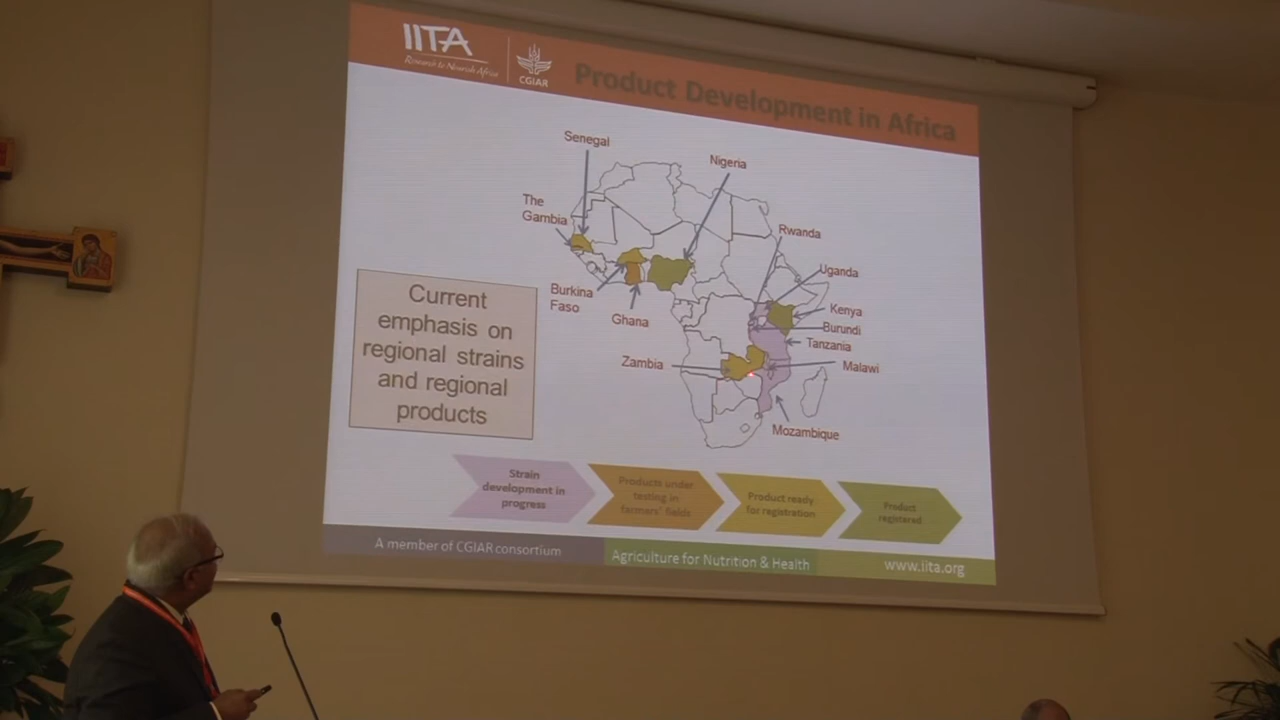 IITA
Research to Nourish Africa
CGIAR
Product Development in Africa
Senegal
Nigeria
The
Gambia
Rwanda
Uganda
Burkina
Faso
Ghana
Kenya
Burundi
Tanzania
Zambia
Malawi
Mozambique
Current
emphasis on
regional strains
and regional
products
Strain
development in
progress
Products under
testing in
farmers' fields
Product ready
for registration
Product
registered
A member of CGIAR consortium
Agriculture for Nutrition & Health
www.iita.org